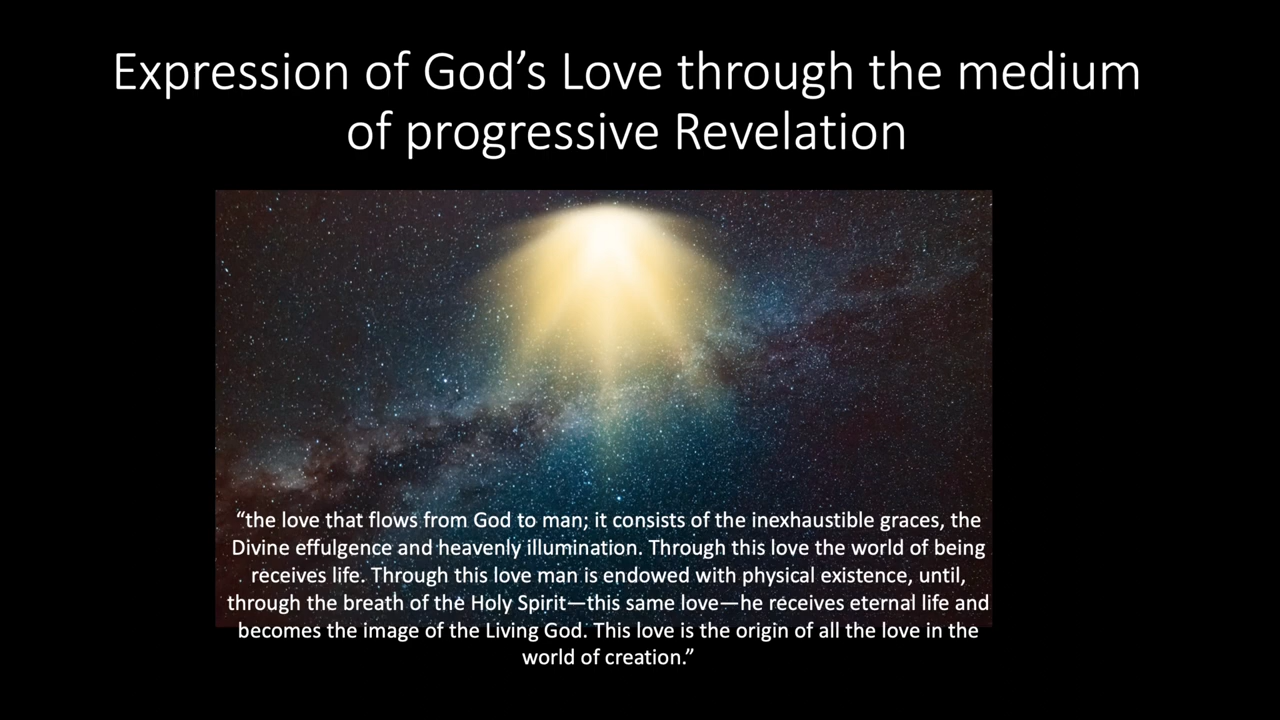 Expression of God’s Love through the medium
of progressive Revelation
“the love that flows from God to man; it consists of the inexhaustible graces, the
Divine effulgence and heavenly illumination. Through this love the world of being
receives life. Through this love man is endowed with physical existence, until,
through the breath of the Holy Spirit—this same love—he receives eternal life and
becomes the image of the Living God. This love is the origin of all the love in the
world of creation.”